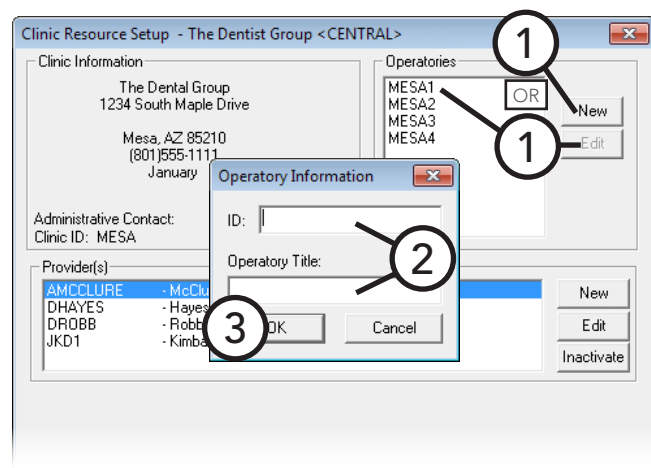 Clinic Resource Setup - The Dentist Group <CENTRAL>
Clinic Information
The Dental Group
1234 South Maple Drive
Mesa, AZ 85210
(801)555-1111
January
Administrative Contact:
Clinic ID: MESA
Operatories
MESA1
MESA2
MESA3
MESA4
OR
1
New
1
Edit
Operatory Information
ID:
Operatory Title:
2
3
OK
Cancel
Provider(s)
AMCCLURE - McClu
DHAYES - Hayes
DROBB - Robb
JKD1 - Kimba
New
Edit
Inactivate